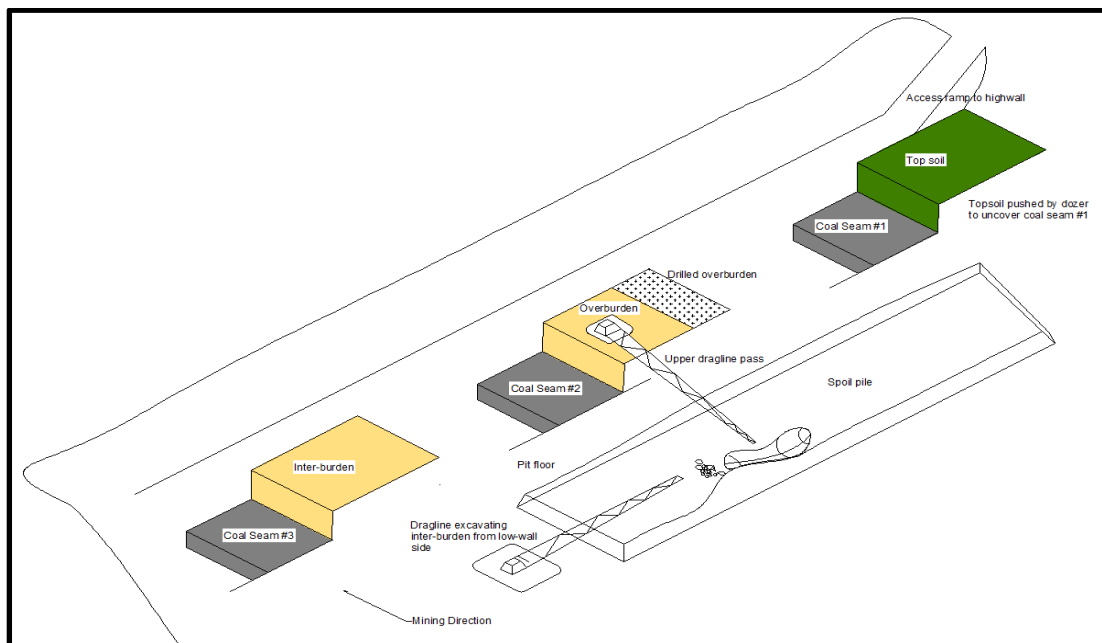 Access ramp to highwall
Top soil
Topsoil pushed by dozer
to uncover coal seam #1
Coal Seam #1
Drilled overburden
Overburden
Upper dragline pass
Coal Seam #2
Spoil pile
Inter-burden
Pit floor
Dragline excavating
inter-burden from low-wall
side
Coal Seam #3
Mining Direction